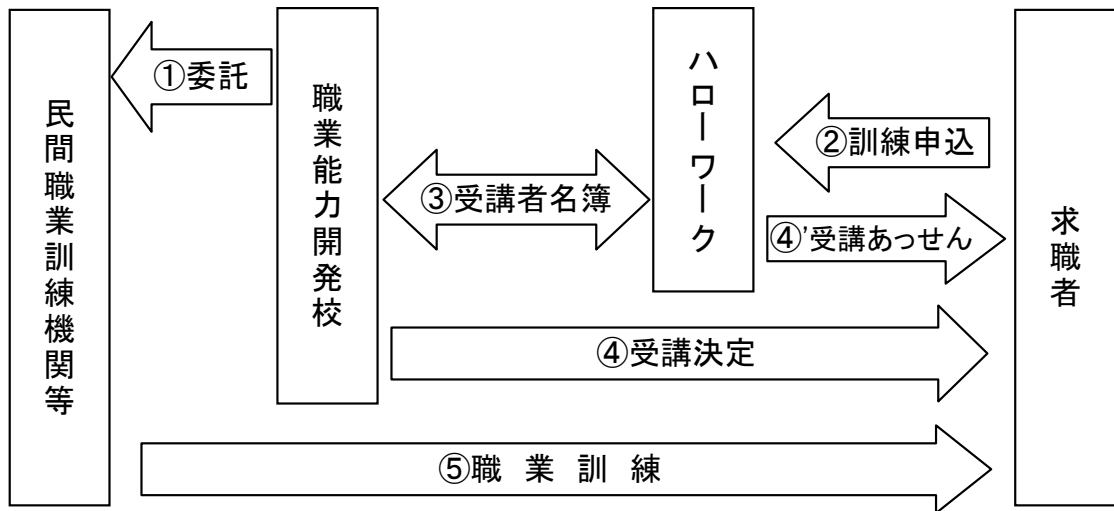 民間職業訓練機関等
①委託
職業能力開発校
③受講者名簿
ハローワーク
②訓練申込
④'受講あっせん
④受講決定
⑤職業訓練
求職者